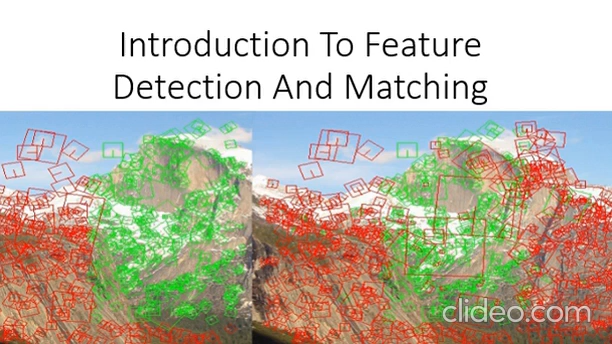 Introduction To Feature
Detection And Matching
clideo.com